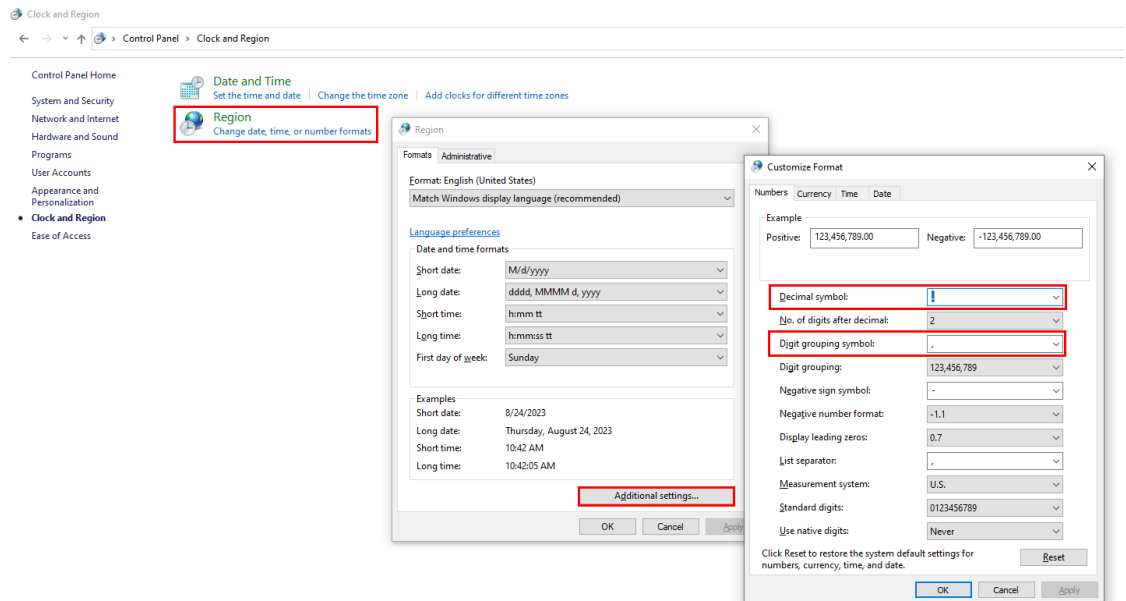 Clock and Region
Control Panel > Clock and Region
Control Panel Home
System and Security
Network and Internet
Hardware and Sound
Programs
User Accounts
Appearance and
Personalization
Clock and Region
Ease of Access
Date and Time
Set the time and date | Change the time zone | Add clocks for different time zones
Region
Change date, time, or number formats
Region
Formats Administrative
Format: English (United States)
Match Windows display language (recommended)
Language preferences
Date and time formats
Short date: M/d/yyyy
Long date: dddd, MMMM d, yyyy
Short time: h:mm tt
Long time: h:mm:ss tt
First day of week: Sunday
Examples
Short date: 8/24/2023
Long date: Thursday, August 24, 2023
Short time: 10:42 AM
Long time: 10:42:05 AM
Additional settings...
OK Cancel Apply
Customize Format
Numbers Currency Time Date
Example
Positive: 123,456,789.00 Negative: -123,456,789.00
Decimal symbol: .
No. of digits after decimal: 2
Digit grouping symbol: ,
Digit grouping: 123,456,789
Negative sign symbol: -
Negative number format: -1.1
Display leading zeros: 0.7
List separator: ,
Measurement system: U.S.
Standard digits: 0123456789
Use native digits: Never
Click Reset to restore the system default settings for
numbers, currency, time, and date.
Reset
OK Cancel Apply